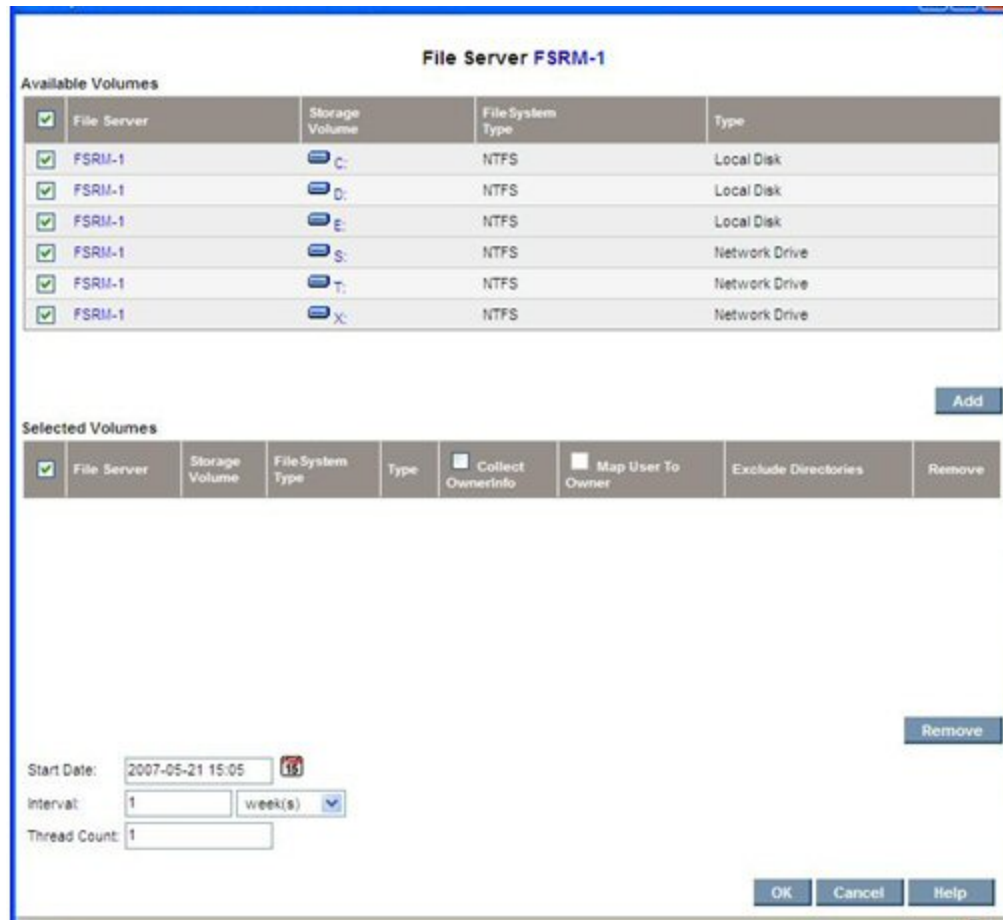 File Server FSRM-1
Available Volumes
File Server Storage Volume FileSystem Type Type
FSRM-1 C: NTFS Local Disk
FSRM-1 D: NTFS Local Disk
FSRM-1 E: NTFS Local Disk
FSRM-1 S: NTFS Network Drive
FSRM-1 T: NTFS Network Drive
FSRM-1 X: NTFS Network Drive
Add
Selected Volumes
File Server Storage Volume FileSystem Type Type Collect OwnerInfo Map User To Owner Exclude Directories Remove
Remove
Start Date: 2007-05-21 15:05 15
Interval: 1 week(s)
Thread Count: 1
OK Cancel Help